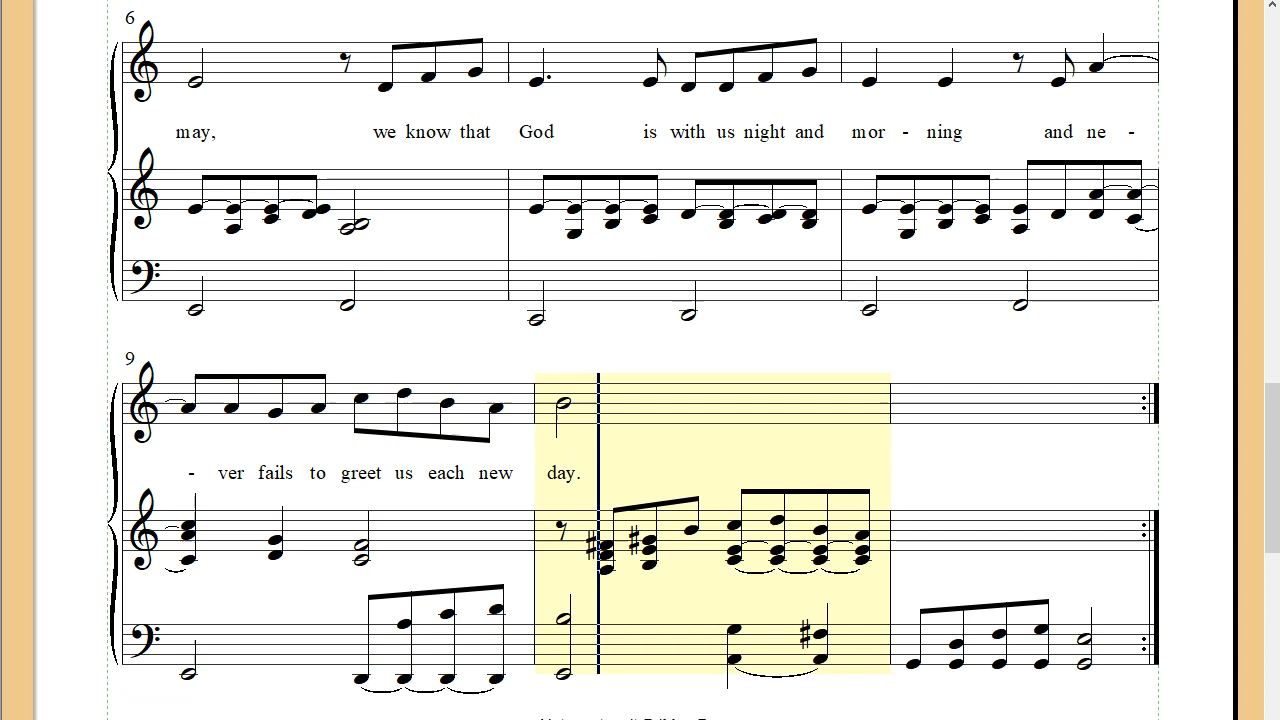 6
may, we know that God is with us night and mor - ning and ne -
9
- ver fails to greet us each new day.